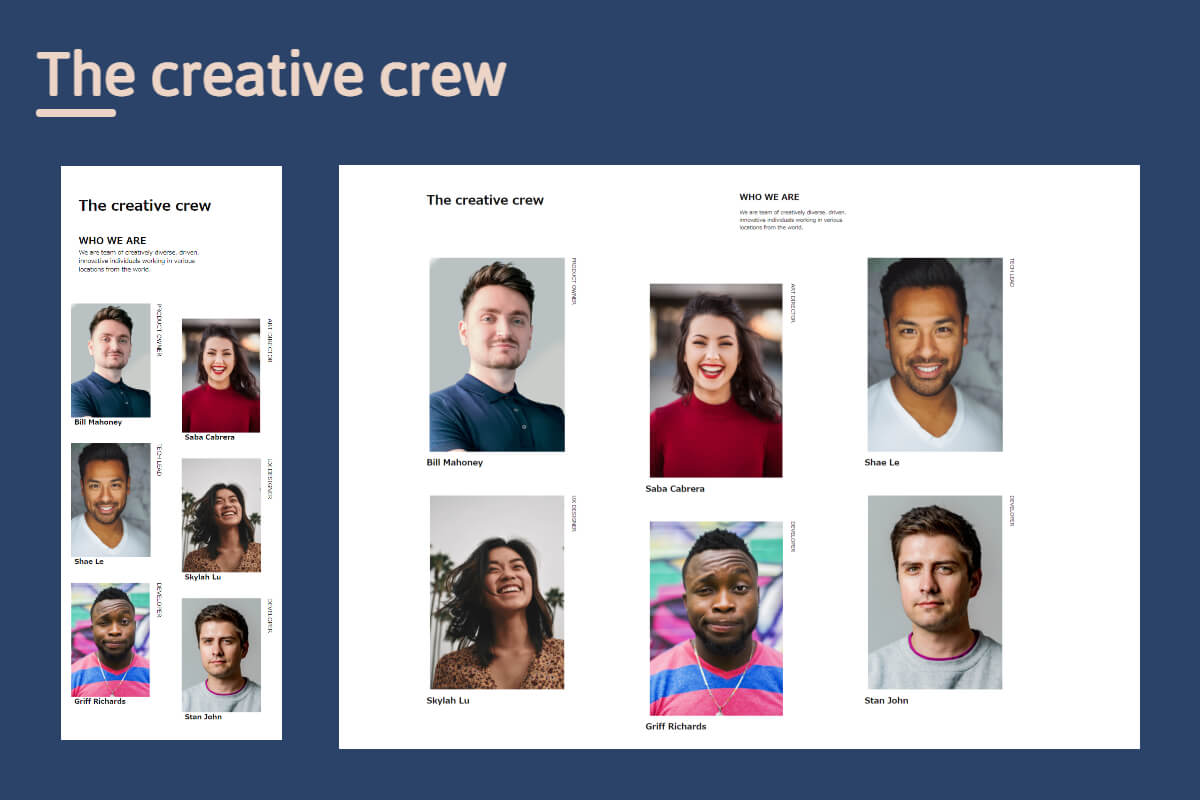 The creative crew
The creative crew
WHO WE ARE
We are team of creatively diverse. driven.
innovative individuals working in various
locations from the world.
PRODUCT OWNER
Bill Mahoney
ART DIRECTOR
Saba Cabrera
TECH LEAD
Shae Le
UX DESIGNER
Skylah Lu
DEVELOPER
Griff Richards
DEVELOPER
Stan John
The creative crew
WHO WE ARE
We are team of creatively diverse. driven.
innovative individuals working in various
locations from the world.
PRODUCT OWNER
Bill Mahoney
ART DIRECTOR
Saba Cabrera
TECH LEAD
Shae Le
UX DESIGNER
Skylah Lu
DEVELOPER
Griff Richards
DEVELOPER
Stan John